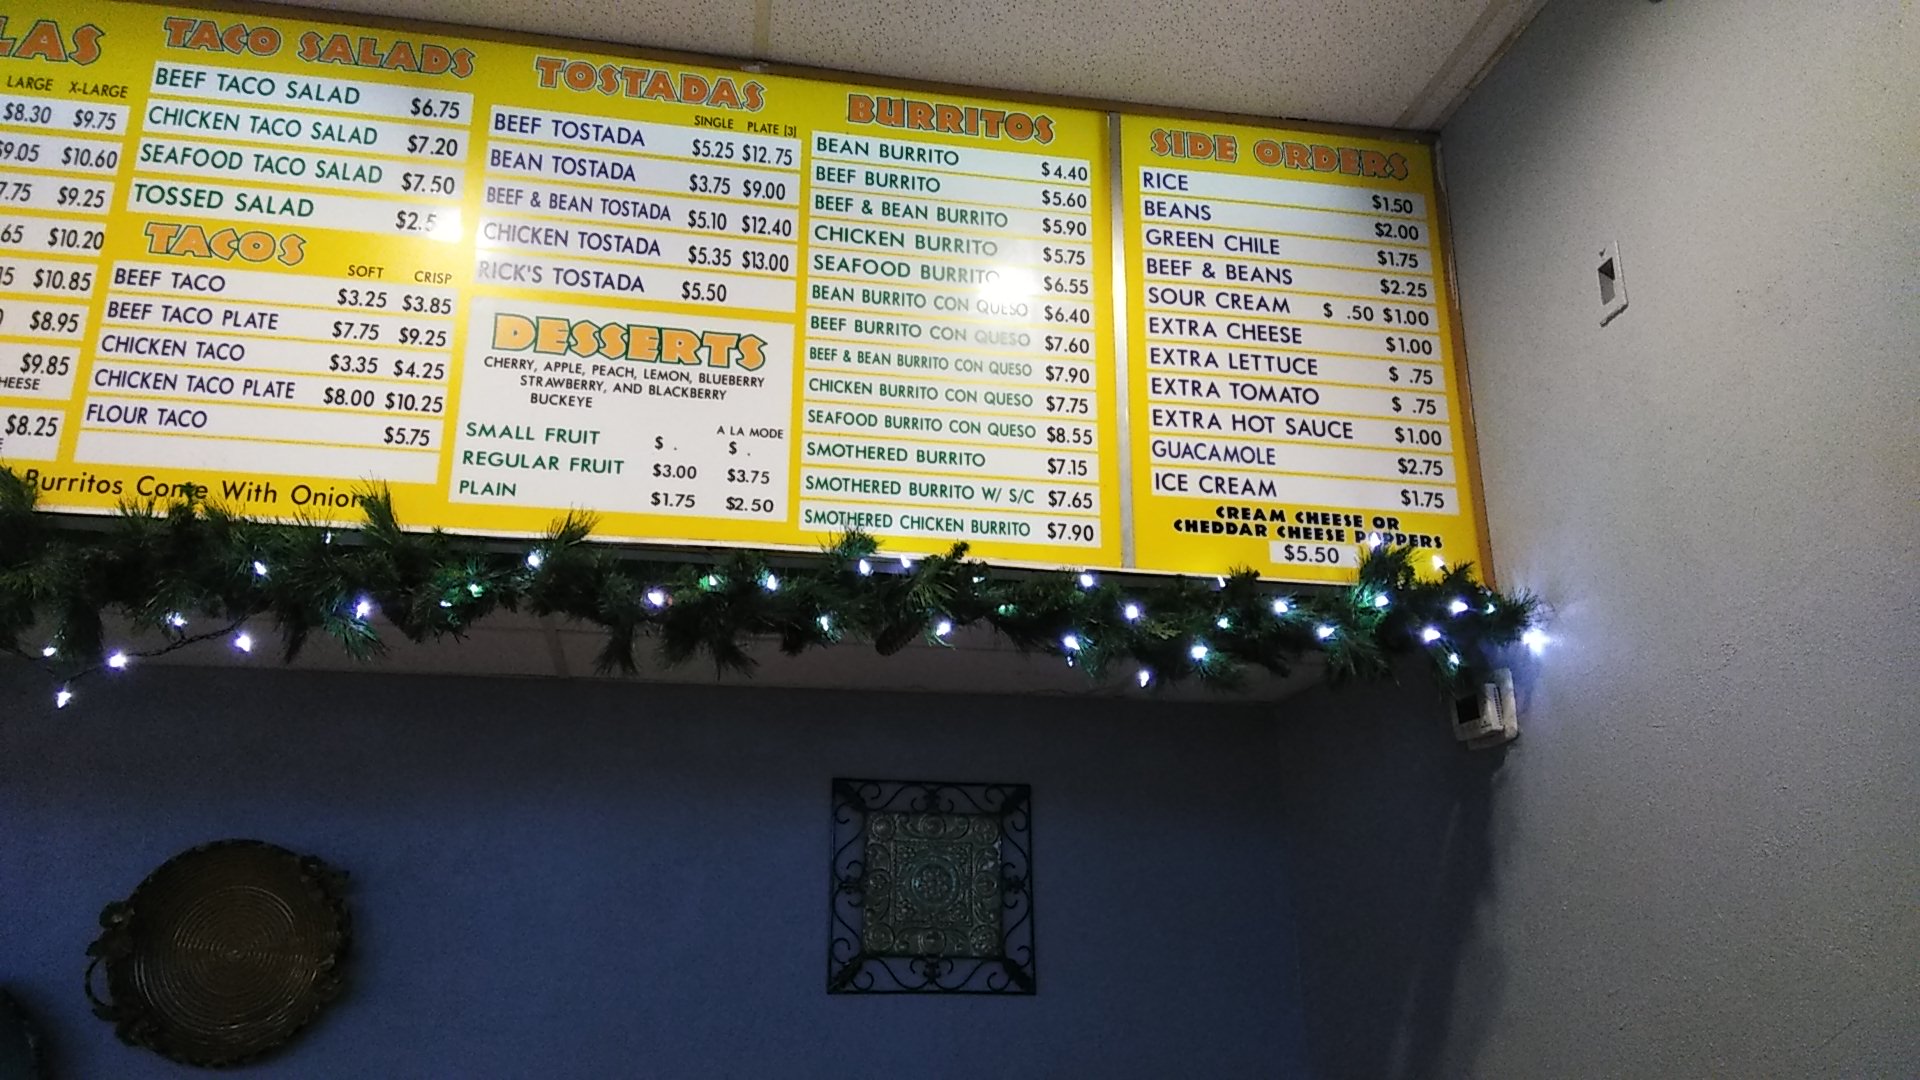 LAS
LARGE X-LARGE
$8.30 $9.75
$9.05 $10.60
7.75 $9.25
65 $10.20
$10.85
$8.95
$9.85
HEESE
$8.25
TACO SALADS
BEEF TACO SALAD $6.75
CHICKEN TACO SALAD $7.20
SEAFOOD TACO SALAD $7.50
TOSSED SALAD $2.5
TACOS
SOFT CRISP
BEEF TACO $3.25 $3.85
BEEF TACO PLATE $7.75 $9.25
CHICKEN TACO $3.35 $4.25
CHICKEN TACO PLATE $8.00 $10.25
FLOUR TACO $5.75
Burritos Come With Onion
TOSTADAS
SINGLE PLATE [3]
BEEF TOSTADA $5.25 $12.75
BEAN TOSTADA $3.75 $9.00
BEEF & BEAN TOSTADA $5.10 $12.40
CHICKEN TOSTADA $5.35 $13.00
RICK'S TOSTADA $5.50
DESSERTS
CHERRY, APPLE, PEACH, LEMON, BLUEBERRY
STRAWBERRY, AND BLACKBERRY
BUCKEYE
A LA MODE
SMALL FRUIT $ . $ .
REGULAR FRUIT $3.00 $3.75
PLAIN $1.75 $2.50
BURRITOS
BEAN BURRITO $4.40
BEEF BURRITO $5.60
BEEF & BEAN BURRITO $5.90
CHICKEN BURRITO $5.75
SEAFOOD BURRITO $6.55
BEAN BURRITO CON QUESO $6.40
BEEF BURRITO CON QUESO $7.60
BEEF & BEAN BURRITO CON QUESO $7.90
CHICKEN BURRITO CON QUESO $7.75
SEAFOOD BURRITO CON QUESO $8.55
SMOTHERED BURRITO $7.15
SMOTHERED BURRITO W/ S/C $7.65
SMOTHERED CHICKEN BURRITO $7.90
SIDE ORDERS
RICE $1.50
BEANS $2.00
GREEN CHILE $1.75
BEEF & BEANS $2.25
SOUR CREAM $ .50 $1.00
EXTRA CHEESE $1.00
EXTRA LETTUCE $ .75
EXTRA TOMATO $ .75
EXTRA HOT SAUCE $1.00
GUACAMOLE $2.75
ICE CREAM $1.75
CREAM CHEESE OR
CHEDDAR CHEESE POPPERS
$5.50